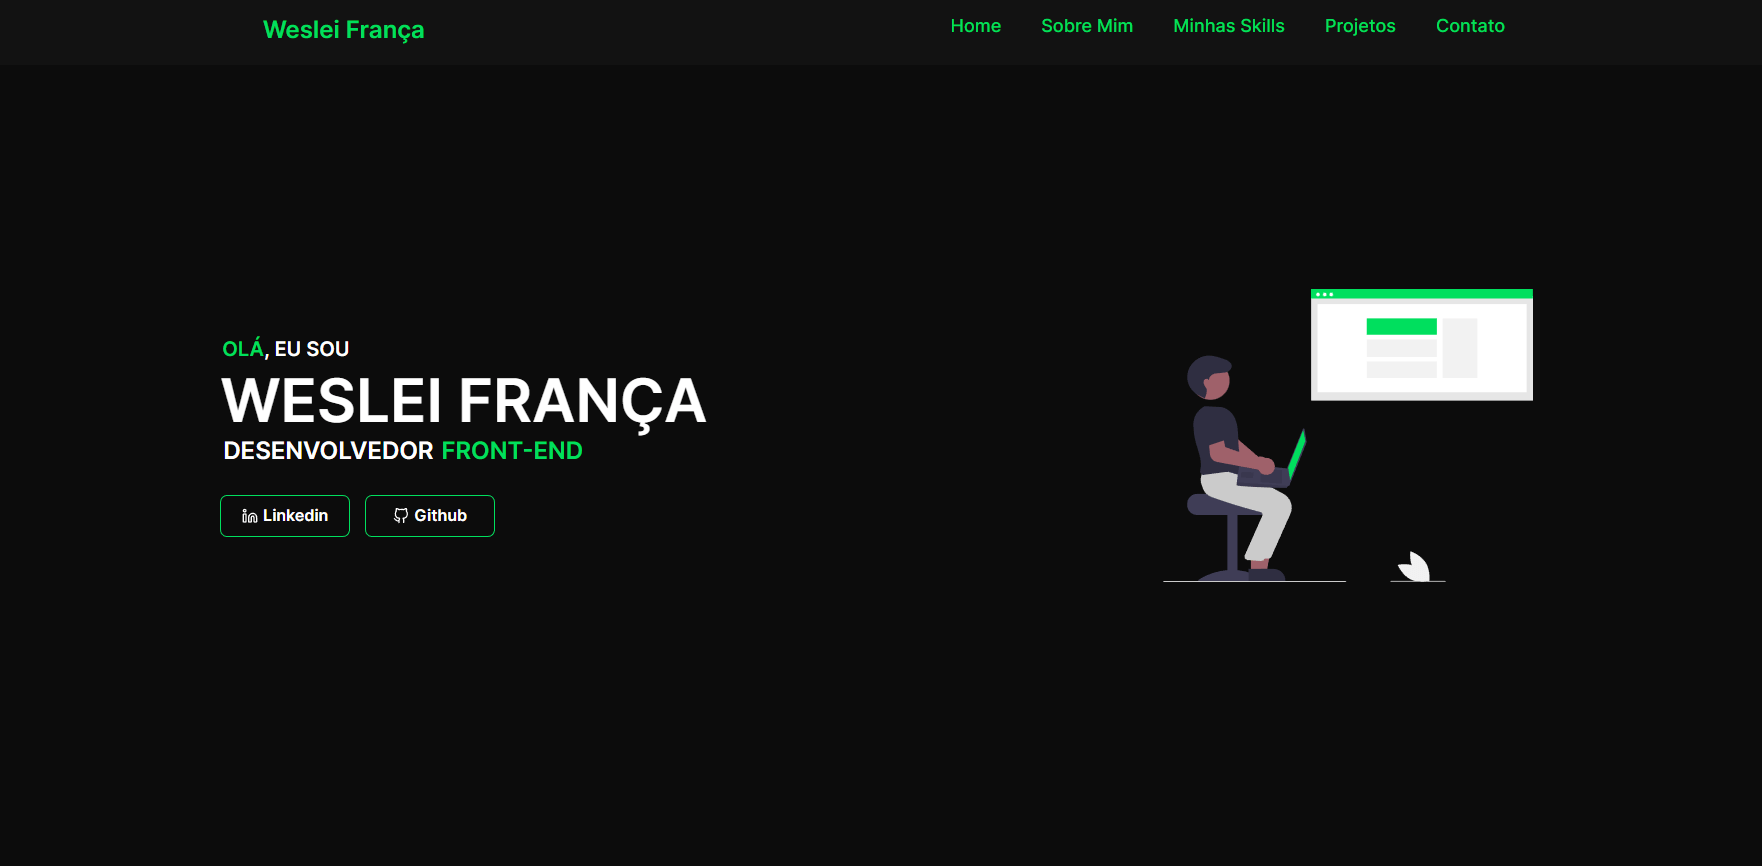 Weslei França
Home Sobre Mim Minhas Skills Projetos Contato
OLÁ, EU SOU
WESLEI FRANÇA
DESENVOLVEDOR FRONT-END
Linkedin Github